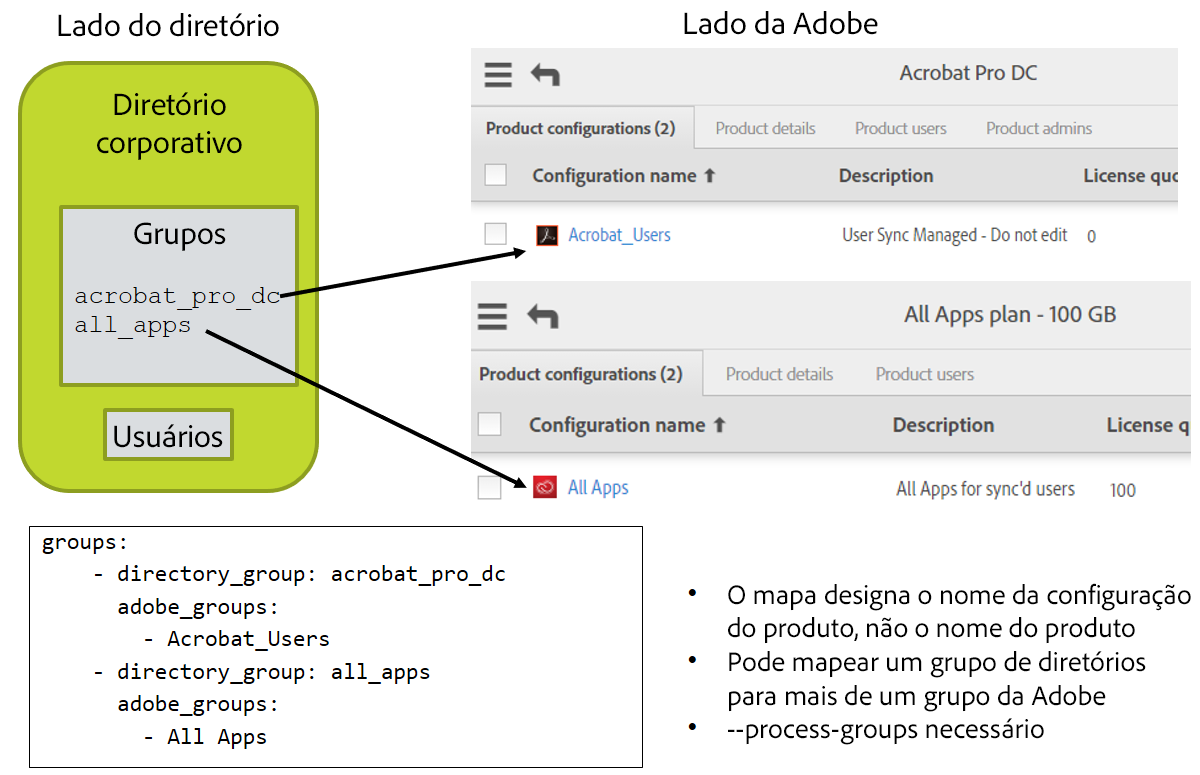 Lado do diretório
Lado da Adobe
Diretório
corporativo
Grupos
acrobat_pro_dc
all_apps
Usuários
Acrobat Pro DC
Product configurations (2) Product details Product users Product admins
Configuration name Description License quo
Acrobat_Users User Sync Managed - Do not edit 0
All Apps plan - 100 GB
Product configurations (2) Product details Product users
Configuration name Description License q
All Apps All Apps for sync'd users 100
groups:
- directory_group: acrobat_pro_dc
adobe_groups:
- Acrobat_Users
- directory_group: all_apps
adobe_groups:
- All Apps
• O mapa designa o nome da configuração
do produto, não o nome do produto
• Pode mapear um grupo de diretórios
para mais de um grupo da Adobe
• --process-groups necessário